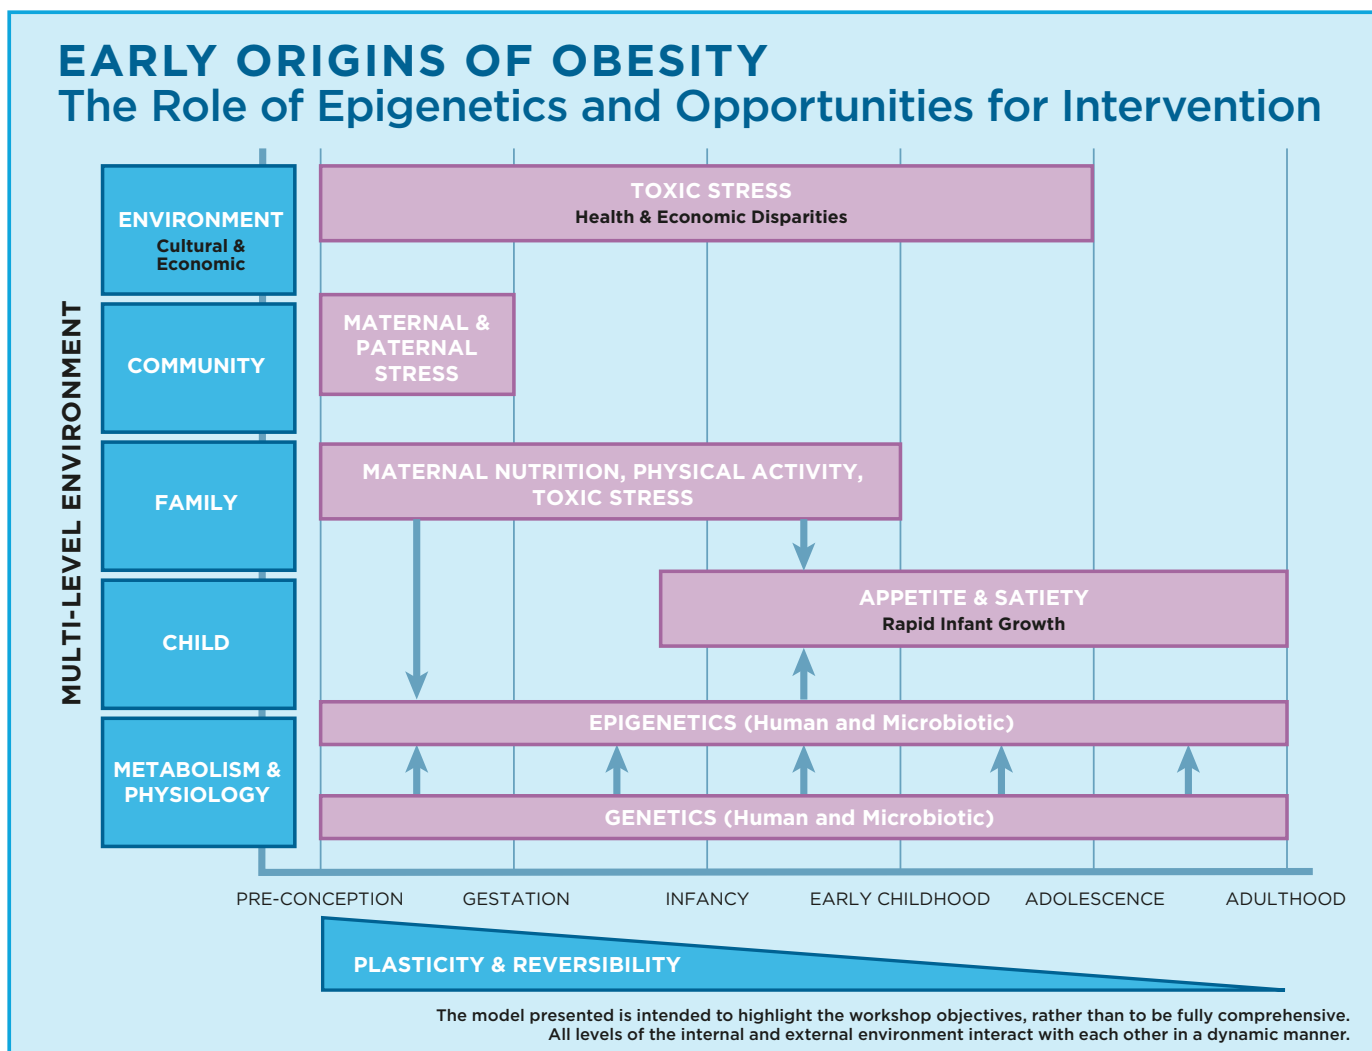 EARLY ORIGINS OF OBESITY
The Role of Epigenetics and Opportunities for Intervention
MULTI-LEVEL ENVIRONMENT
ENVIRONMENT
Cultural &
Economic
TOXIC STRESS
Health & Economic Disparities
COMMUNITY
MATERNAL &
PATERNAL
STRESS
FAMILY
MATERNAL NUTRITION, PHYSICAL ACTIVITY,
TOXIC STRESS
CHILD
APPETITE & SATIETY
Rapid Infant Growth
METABOLISM &
PHYSIOLOGY
EPIGENETICS (Human and Microbiotic)
GENETICS (Human and Microbiotic)
PRE-CONCEPTION
GESTATION
INFANCY
EARLY CHILDHOOD
ADOLESCENCE
ADULTHOOD
PLASTICITY & REVERSIBILITY
The model presented is intended to highlight the workshop objectives, rather than to be fully comprehensive.
All levels of the internal and external environment interact with each other in a dynamic manner.